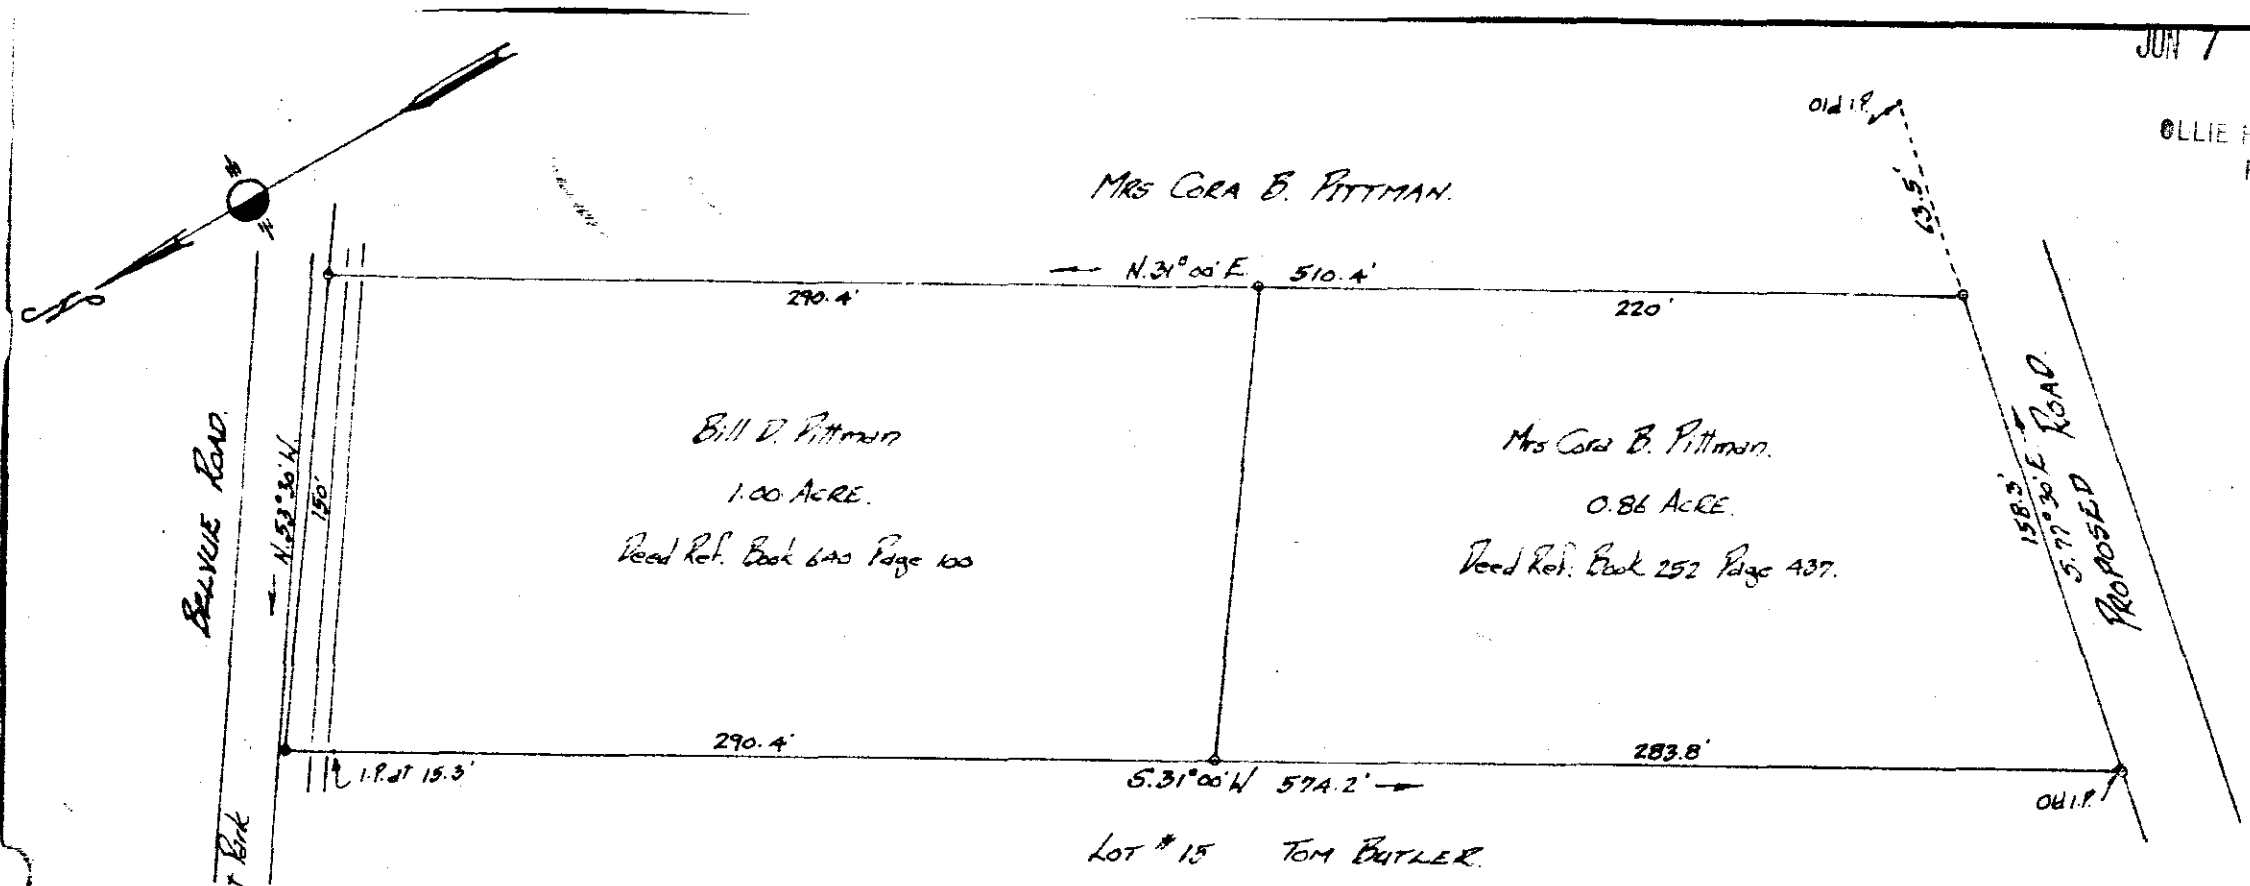 JUN 7
OLLIE
Old I.P.
MRS CORA B. PITTMAN.
63.5'
N.31°00'E 510.4'
290.4'
220'
BELVUE ROAD.
N.53°30'W.
150'
Bill D. Pittman
1.00 ACRE.
Deed Ref. Book 640 Page 100
Mrs Cora B. Pittman.
0.86 ACRE.
Deed Ref. Book 252 Page 437.
158.3'
S.77°30'E
PROPOSED ROAD.
290.4'
283.8'
I.P. at 15.3'
S.31°00'W 574.2'
Old I.P.
Park
LOT #15 TOM BUTLER.